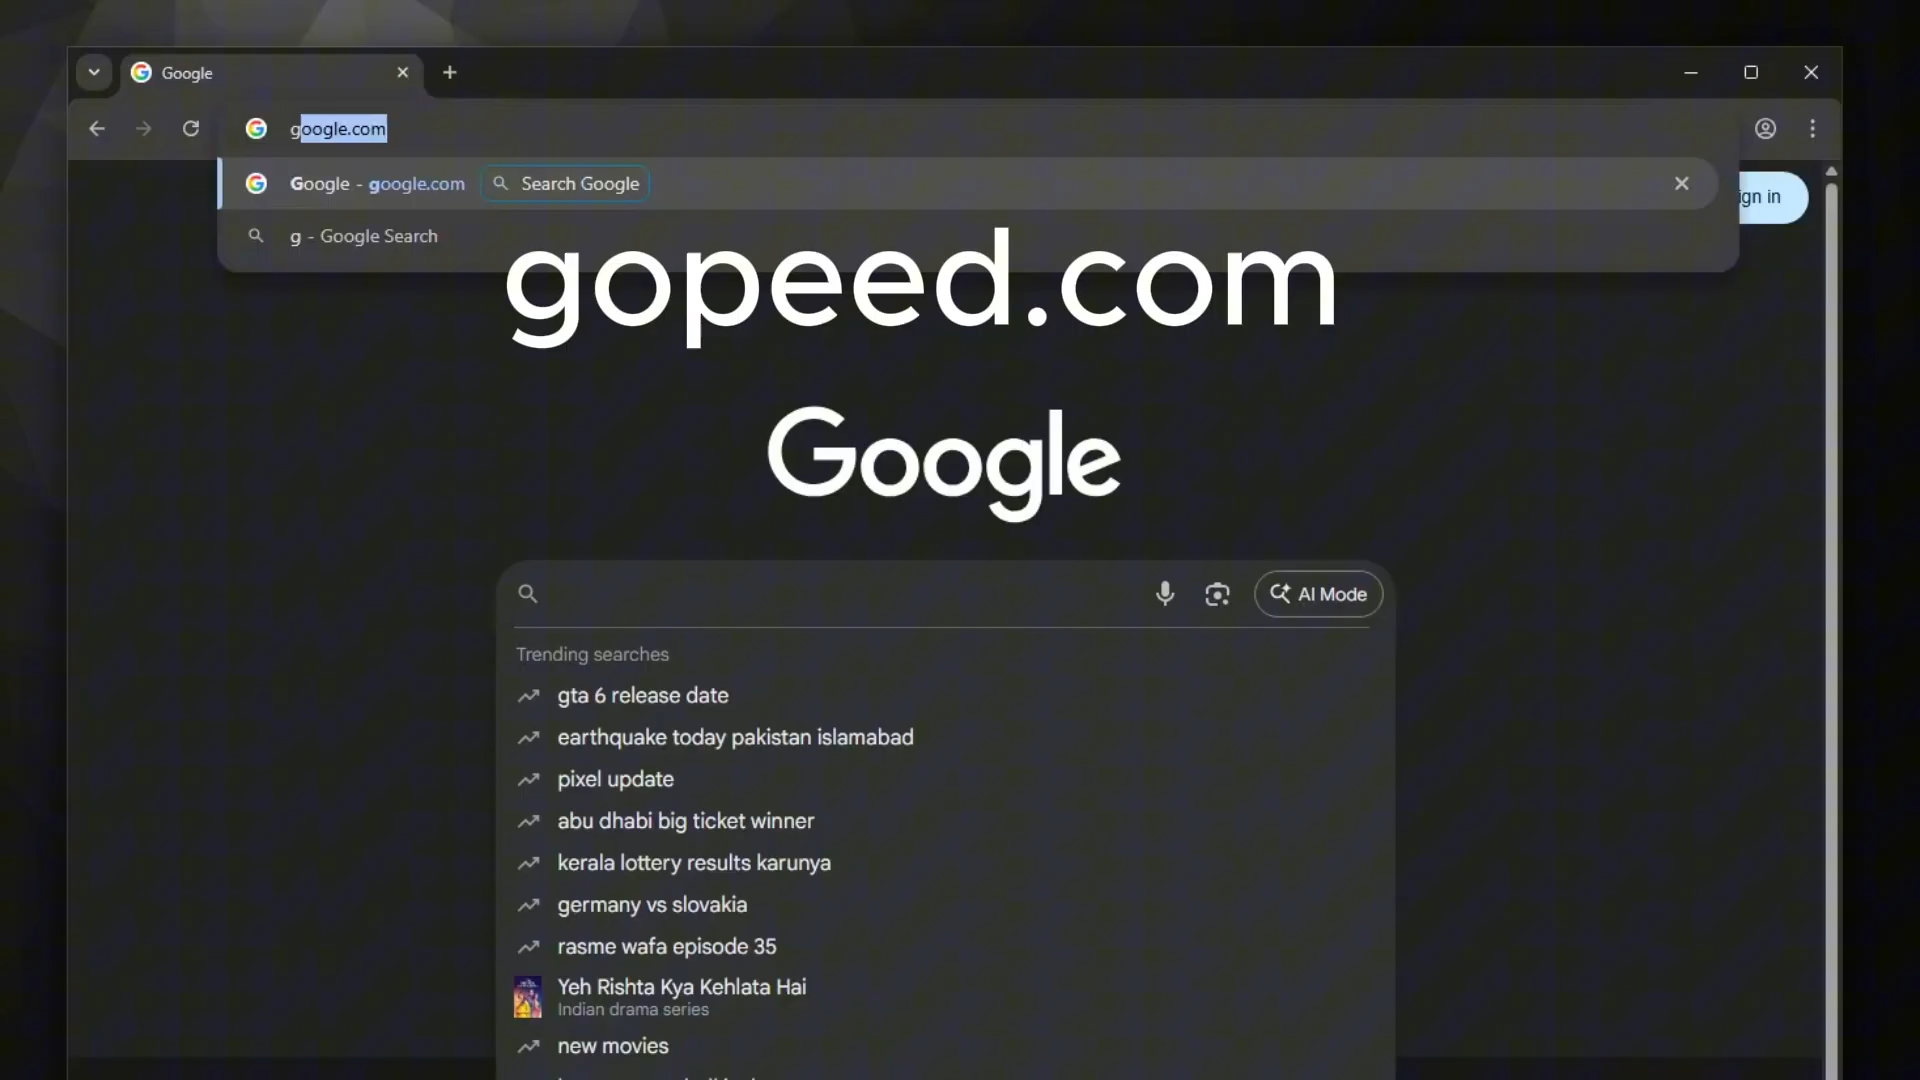 Google
google.com
Google - google.com Search Google
g - Google Search
ign in
gopeed.com
Google
AI Mode
Trending searches
gta 6 release date
earthquake today pakistan islamabad
pixel update
abu dhabi big ticket winner
kerala lottery results karunya
germany vs slovakia
rasme wafa episode 35
Yeh Rishta Kya Kehlata Hai
Indian drama series
new movies